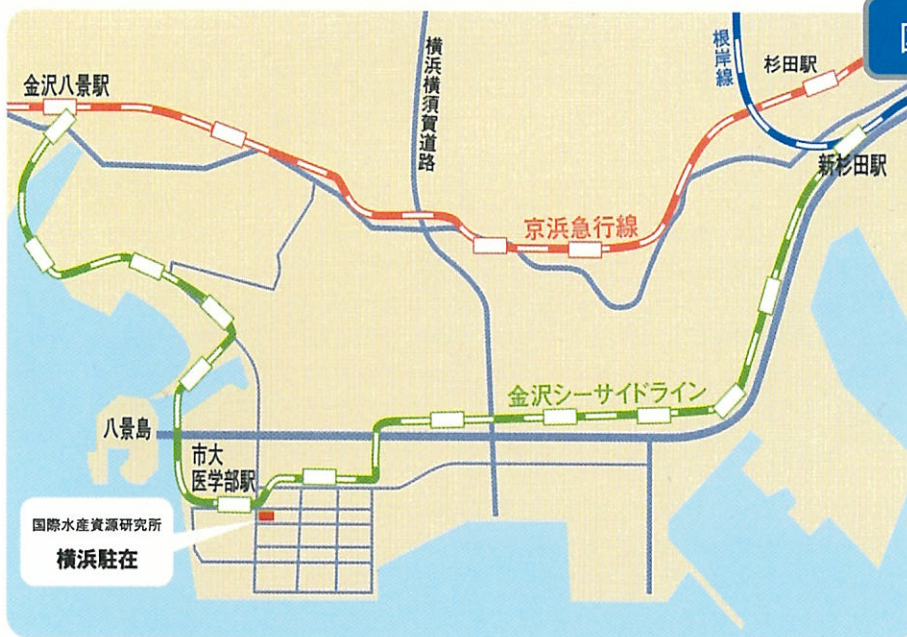 金沢八景駅
横浜横須賀道路
根岸線
杉田駅
新杉田駅
京浜急行線
金沢シーサイドライン
八景島
市大
医学部駅
国際水産資源研究所
横浜駐在